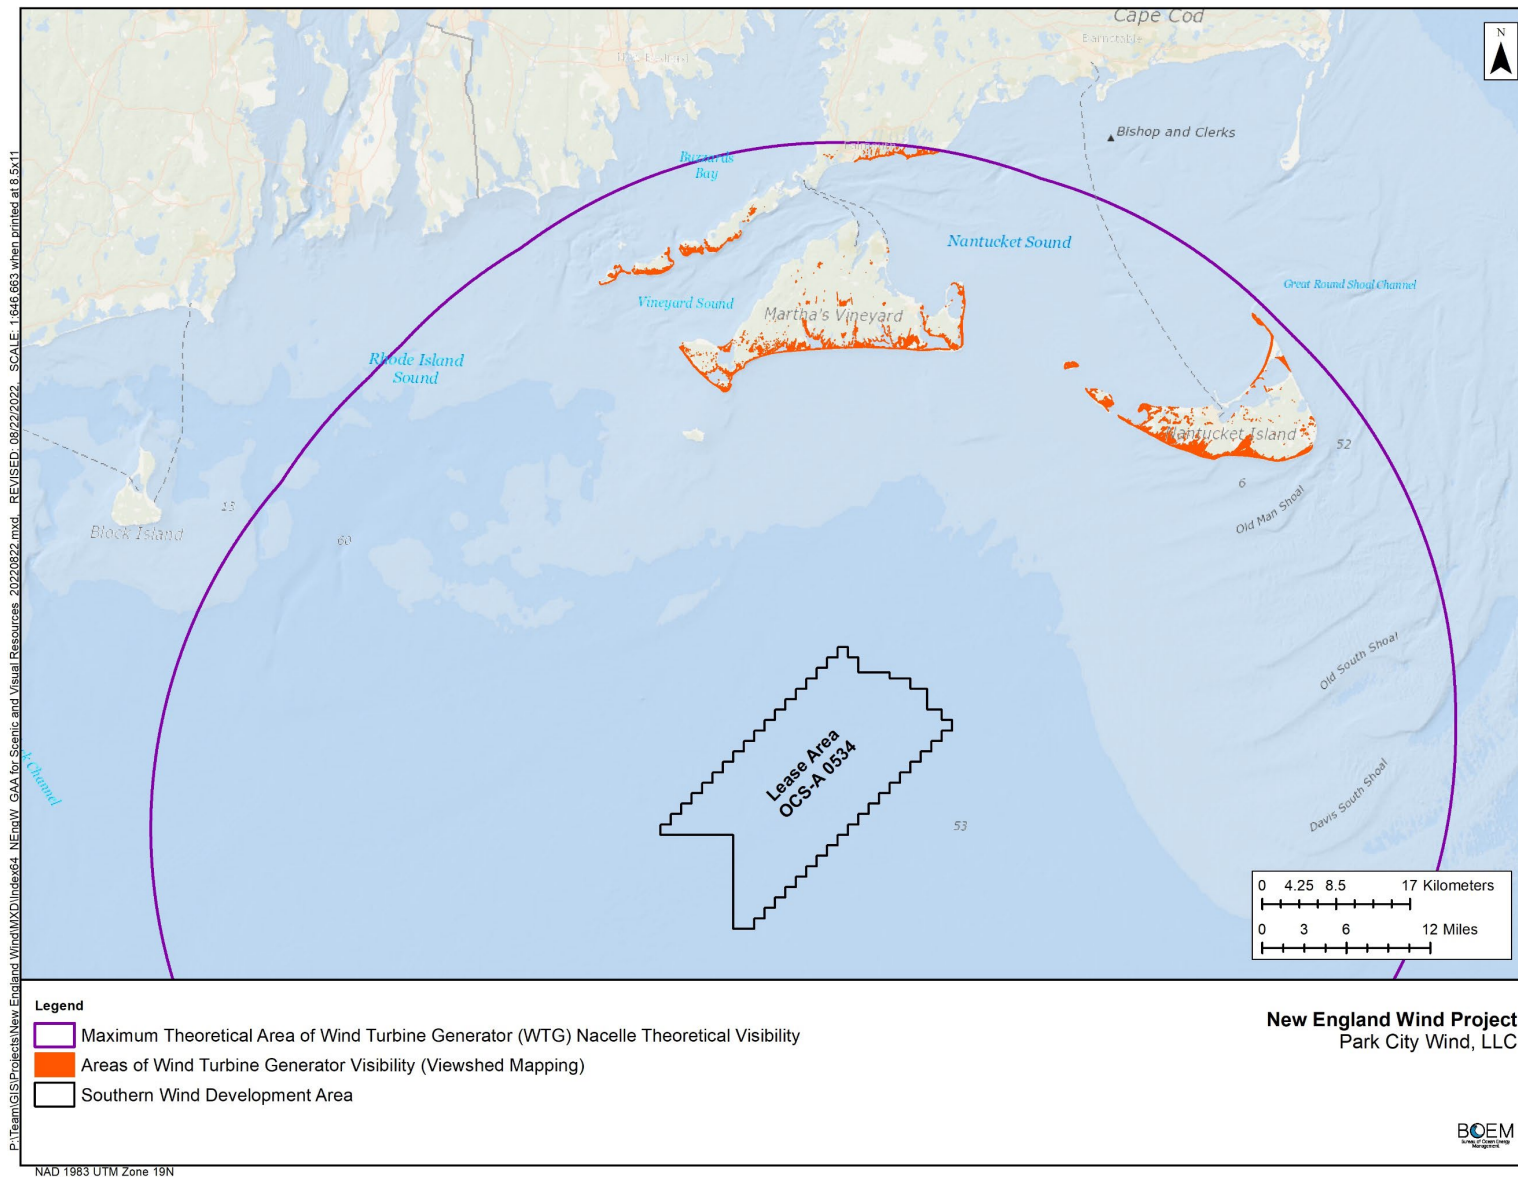 Cape Cod
Barnstable
N
Bishop and Clerks
Buzzards
Bay
Nantucket Sound
Great Round Shoal Channel
Vineyard Sound
Martha's Vineyard
Rhode Island
Sound
Nantucket Island
52
6
Old Man Shoal
13
Block Island
60
Old South Shoal
Lease Area
OCS-A 0534
Davis South Shoal
53
k Channel
0 4.25 8.5 17 Kilometers
0 3 6 12 Miles
P:\Team\GIS\Projects\New England Wind\MXD\Index64_NEngW_GAA for Scenic and Visual Resources_20220822.mxd, REVISED: 08/22/2022, SCALE: 1:646,663 when printed at 8.5x11
Legend
Maximum Theoretical Area of Wind Turbine Generator (WTG) Nacelle Theoretical Visibility
Areas of Wind Turbine Generator Visibility (Viewshed Mapping)
Southern Wind Development Area
New England Wind Project
Park City Wind, LLC
BOEM
Bureau of Ocean Energy
Management
NAD 1983 UTM Zone 19N